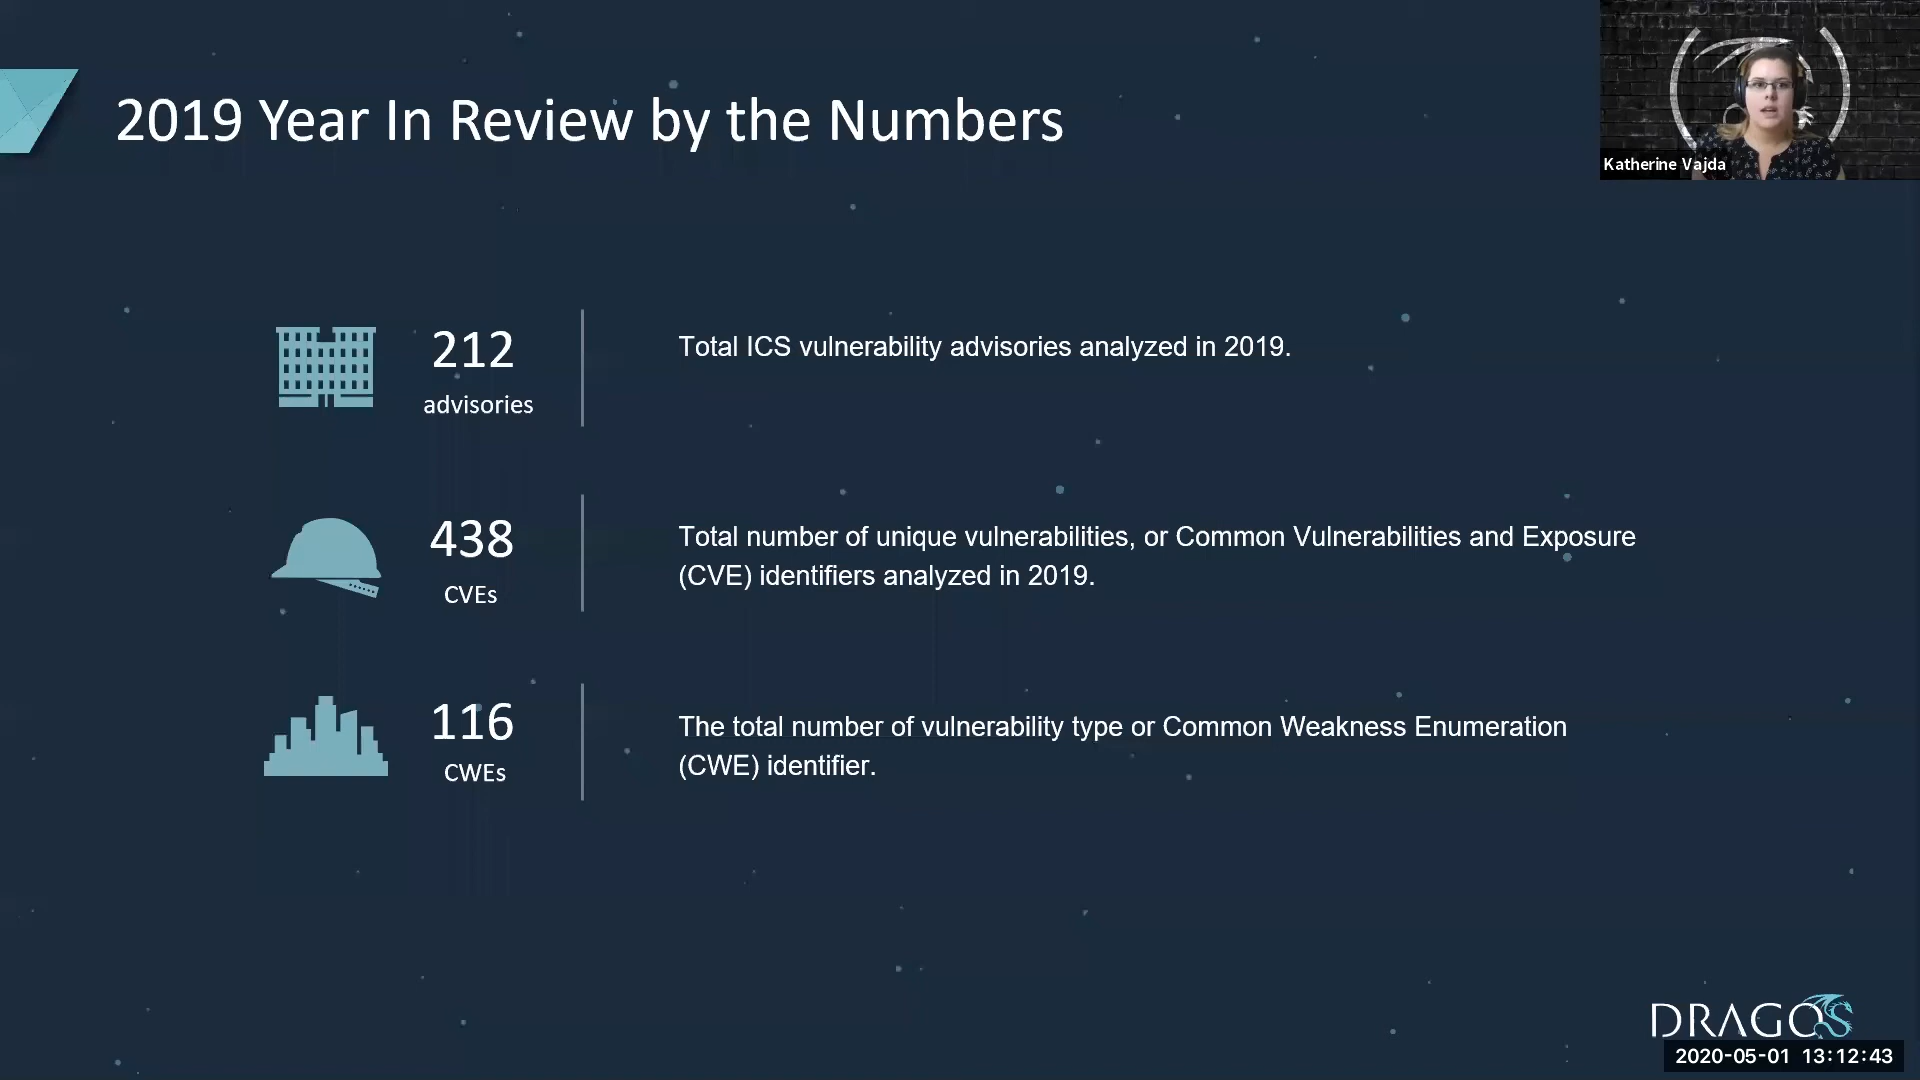 2019 Year In Review by the Numbers
Katherine Vajda
212
advisories
Total ICS vulnerability advisories analyzed in 2019.
438
CVEs
Total number of unique vulnerabilities, or Common Vulnerabilities and Exposure
(CVE) identifiers analyzed in 2019.
116
CWEs
The total number of vulnerability type or Common Weakness Enumeration
(CWE) identifier.
DRAGOS
2020-05-01 13:12:43